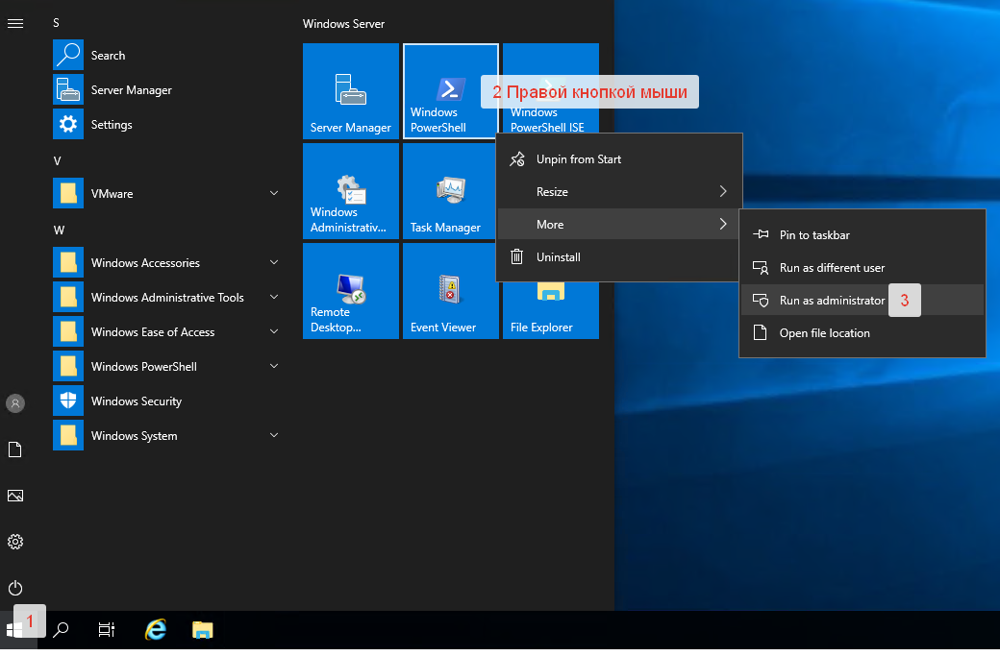 S
Search
Server Manager
Settings
V
VMware
W
Windows Accessories
Windows Administrative Tools
Windows Ease of Access
Windows PowerShell
Windows Security
Windows System
Windows Server
Server Manager
Windows
PowerShell
2 Правой кнопкой мыши
Windows
PowerShell ISE
Windows
Administrativ...
Task Manager
Remote
Desktop...
Event Viewer
File Explorer
Unpin from Start
Resize
More
Uninstall
Pin to taskbar
Run as different user
Run as administrator
3
Open file location
1